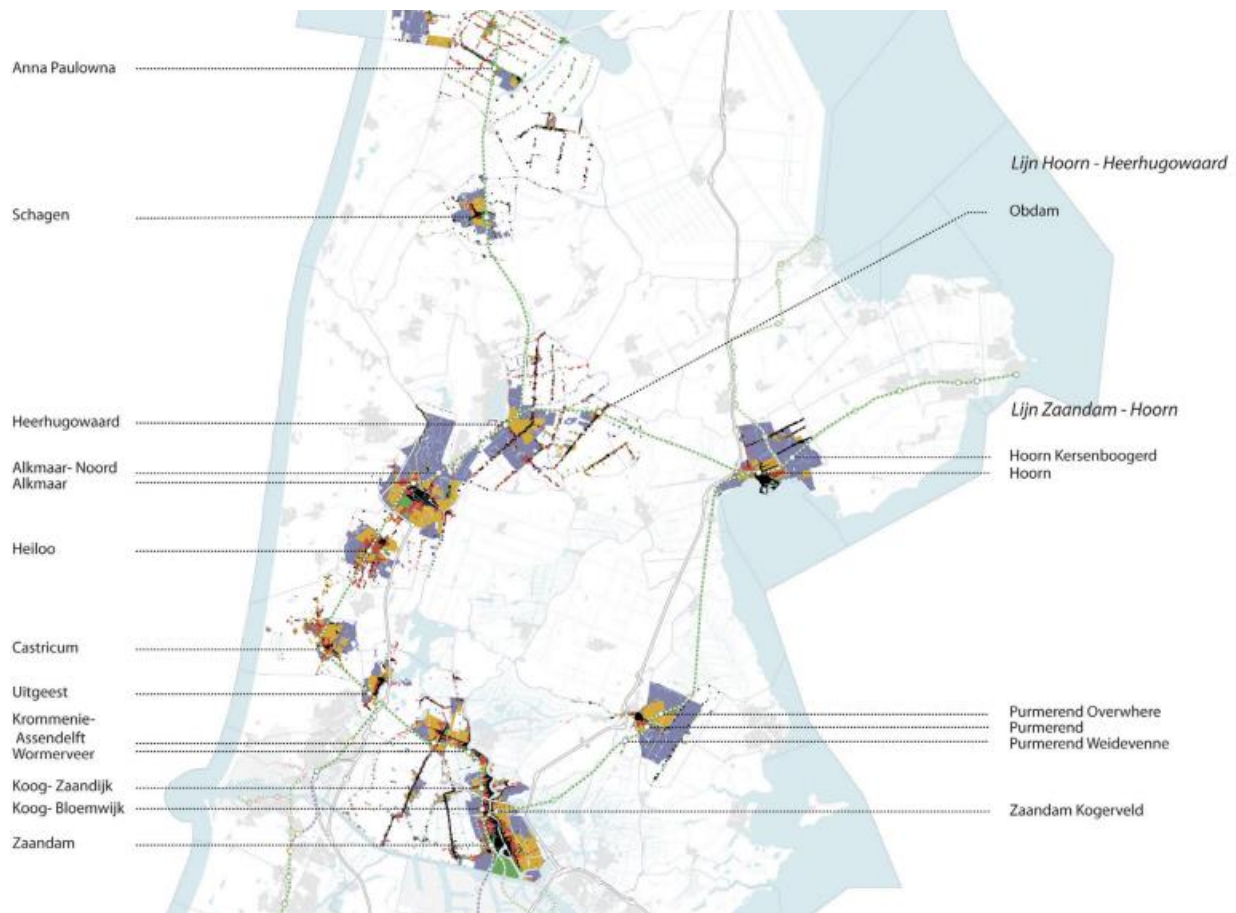 Anna Paulowna
Schagen
Heerhugowaard
Alkmaar- Noord
Alkmaar
Heiloo
Castricum
Uitgeest
Krommenie-
Assendelft
Wormerveer
Koog- Zaandijk
Koog- Bloemwijk
Zaandam
Lijn Hoorn - Heerhugowaard
Obdam
Lijn Zaandam - Hoorn
Hoorn Kersenboogerd
Hoorn
Purmerend Overwhere
Purmerend
Purmerend Weidevenne
Zaandam Kogerveld